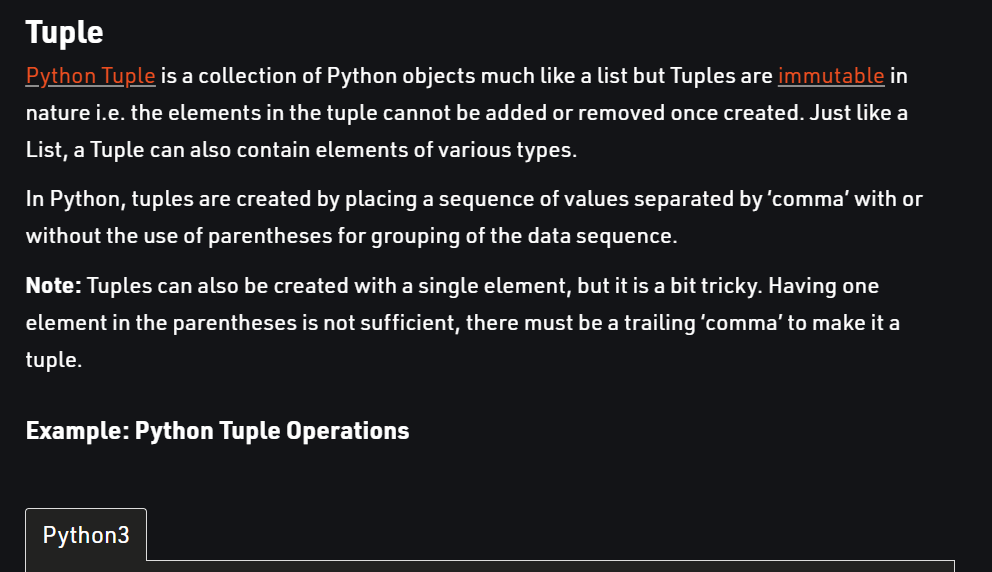 Tuple
Python Tuple is a collection of Python objects much like a list but Tuples are immutable in
nature i.e. the elements in the tuple cannot be added or removed once created. Just like a
List, a Tuple can also contain elements of various types.
In Python, tuples are created by placing a sequence of values separated by ‘comma’ with or
without the use of parentheses for grouping of the data sequence.
Note: Tuples can also be created with a single element, but it is a bit tricky. Having one
element in the parentheses is not sufficient, there must be a trailing ‘comma’ to make it a
tuple.
Example: Python Tuple Operations
Python3